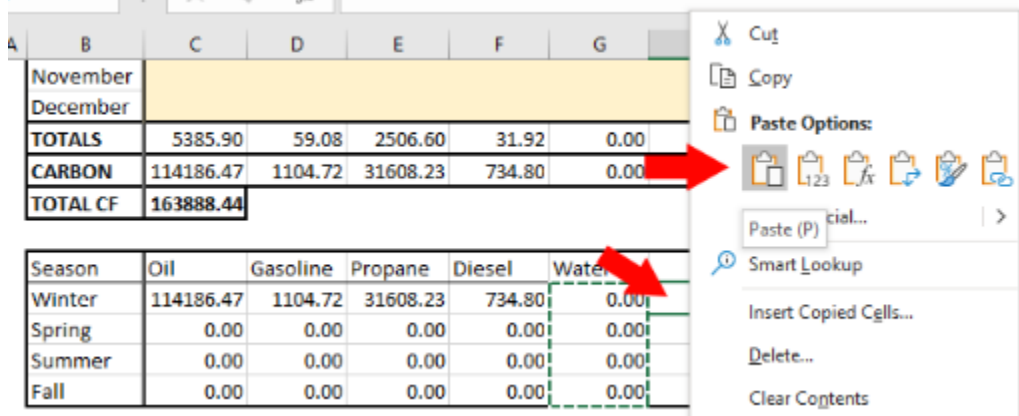 A B C D E F G
November
December
TOTALS 5385.90 59.08 2506.60 31.92 0.00
CARBON 114186.47 1104.72 31608.23 734.80 0.00
TOTAL CF 163888.44
Season Oil Gasoline Propane Diesel Water
Winter 114186.47 1104.72 31608.23 734.80 0.00
Spring 0.00 0.00 0.00 0.00 0.00
Summer 0.00 0.00 0.00 0.00 0.00
Fall 0.00 0.00 0.00 0.00 0.00
Cut
Copy
Paste Options:
123 fx
cial...
Paste (P)
Smart Lookup
Insert Copied Cells...
Delete...
Clear Contents